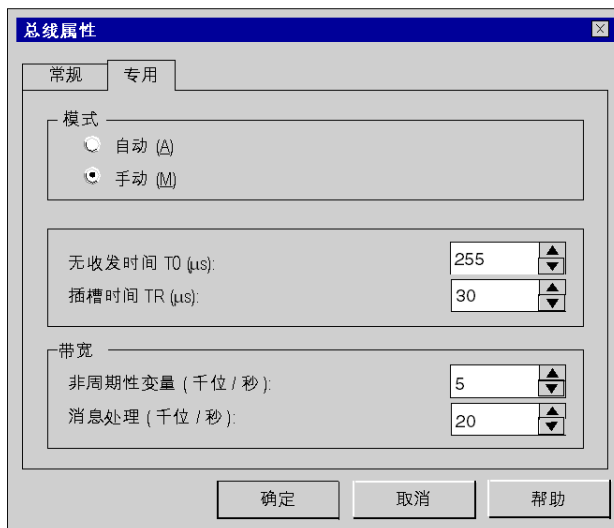 总线属性
常规 专用
模式
自动 (A)
手动 (M)
无收发时间 T0 (μs): 255
插槽时间 TR (μs): 30
带宽
非周期性变量 ( 千位 / 秒 ): 5
消息处理 ( 千位 / 秒 ): 20
确定 取消 帮助